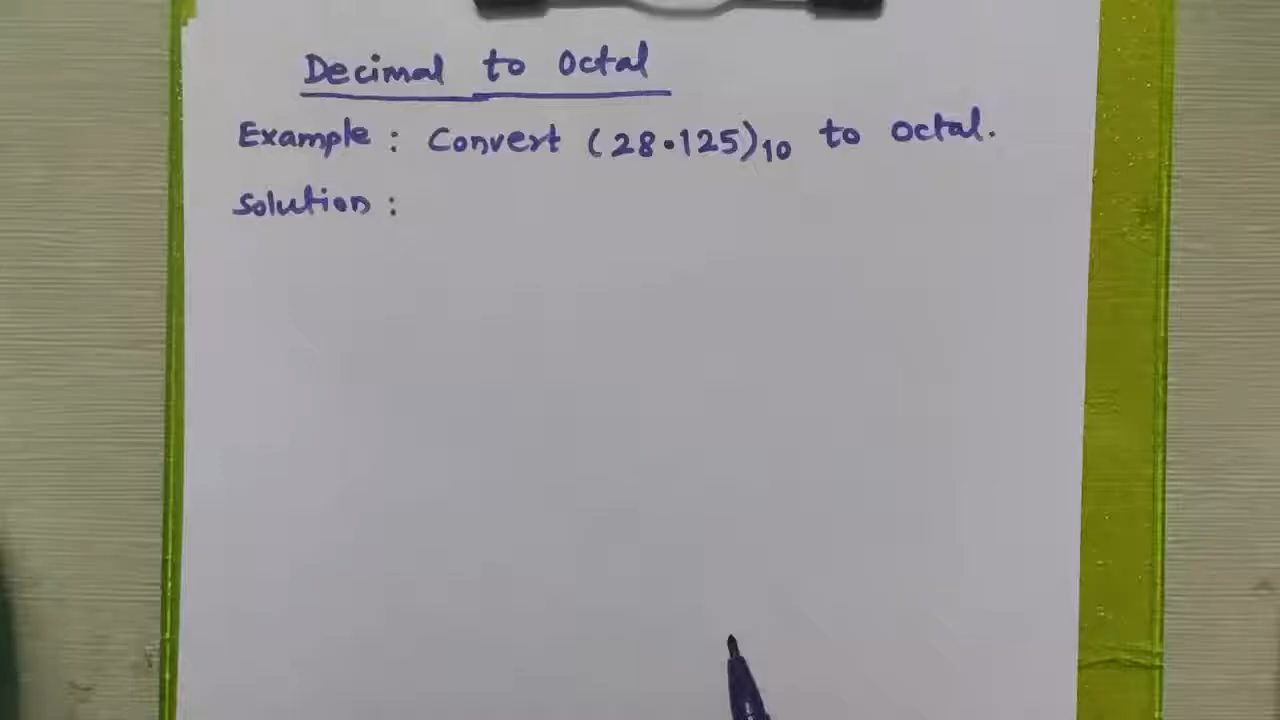 Decimal to Octal
Example : Convert (28.125)₁₀ to Octal.
Solution :